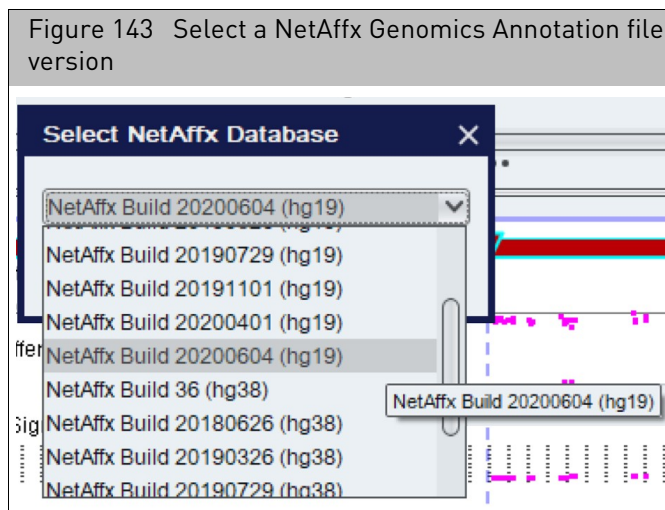 Figure 143 Select a NetAffx Genomics Annotation file
version
Select NetAffx Database
NetAffx Build 20200604 (hg19)
NetAffx Build 20190729 (hg19)
NetAffx Build 20191101 (hg19)
NetAffx Build 20200401 (hg19)
NetAffx Build 20200604 (hg19)
NetAffx Build 36 (hg38)
NetAffx Build 20200604 (hg19)
NetAffx Build 20180626 (hg38)
NetAffx Build 20190326 (hg38)
NetAffx Build 20190729 (hg38)